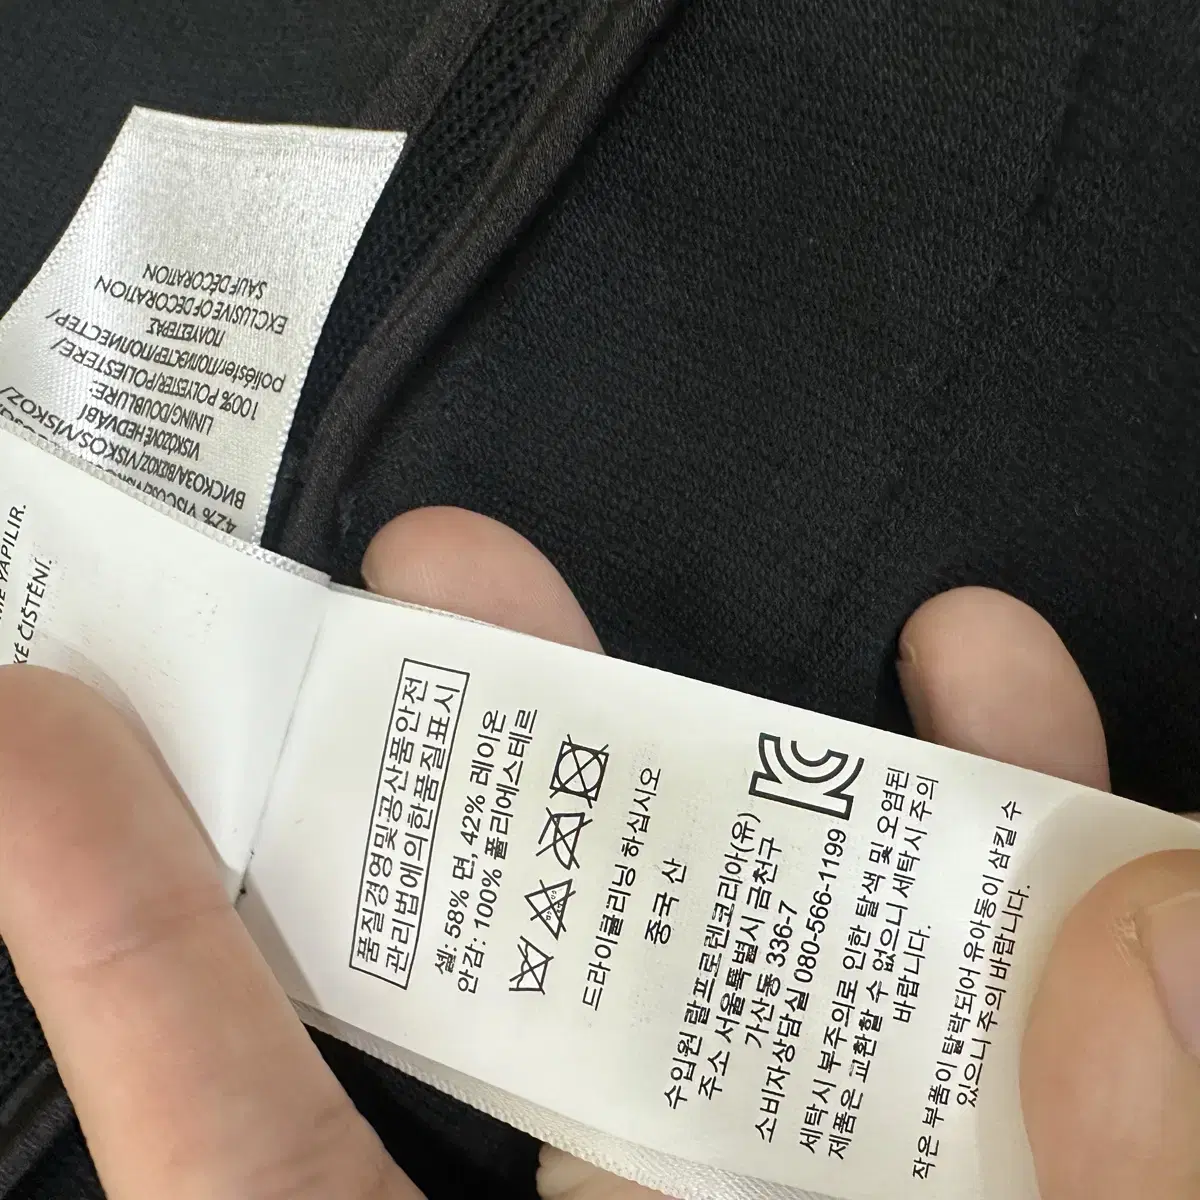 품질경영및공산품안전
관리법에의한품질표시
셸: 58% 면, 42% 레이온
안감: 100% 폴리에스테르
드라이클리닝 하십시오
중국 산
수입원 랄프로렌코리아(유)
주소 서울특별시 금천구
가산동 336-7
소비자상담실 080-566-1199
세탁시 부주의로 인한 탈색 및 오염된
제품은 교환할 수 없으니 세탁시 주의
바랍니다.
작은 부품이 탈락되어 유아동이 삼킬 수
있으니 주의 바랍니다.
YAPILIR.
ČIŠTĚNÍ.
42%
ВИСКОЗА/ВІСКОZ/VISKOS/VISKOZ/
VISKÓZOVÉ HEDVÁBÍ
LINING/DOUBLURE:
100% POLYESTER/POLIESTERE/
poliéster/ПОЛИЭСТЕР/ПОЛИЕСТЕР/
ΠΟΛΥΕΣΤΕΡΑΣ
EXCLUSIVE OF DECORATION
SAUF DÉCORATION